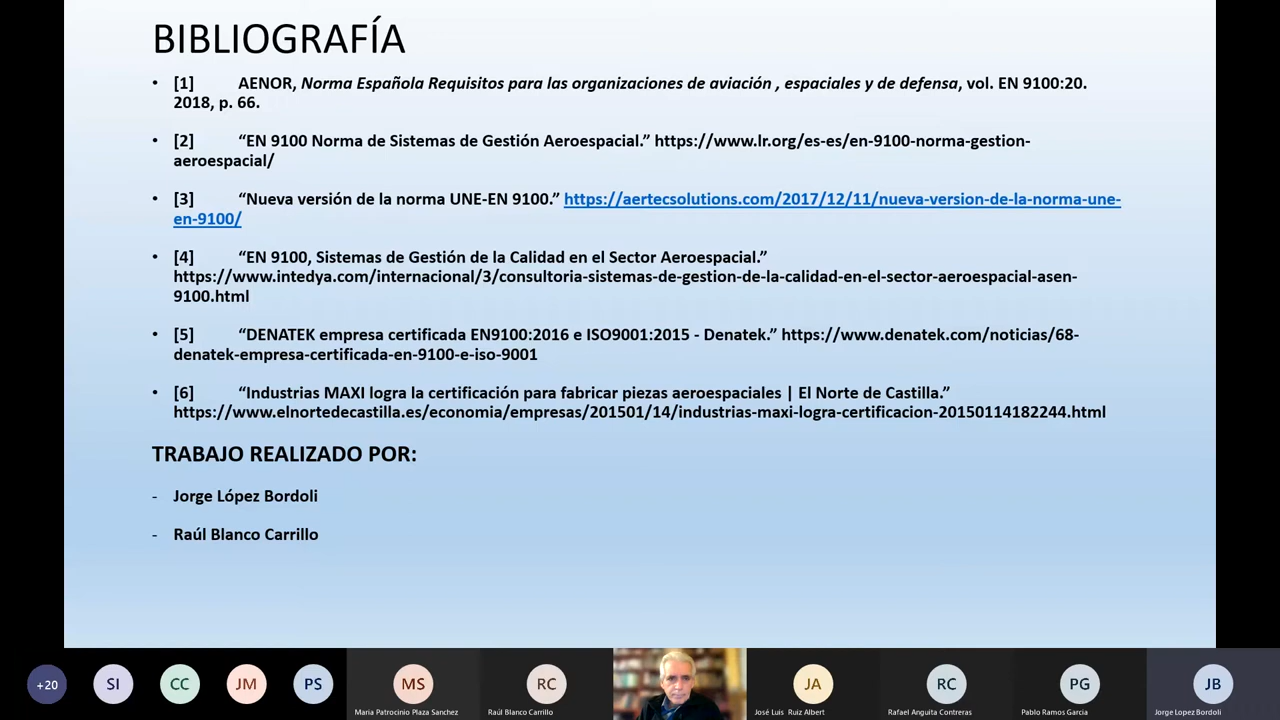 BIBLIOGRAFÍA
• [1] AENOR, Norma Española Requisitos para las organizaciones de aviación , espaciales y de defensa, vol. EN 9100:20.
2018, p. 66.
• [2] “EN 9100 Norma de Sistemas de Gestión Aeroespacial.” https://www.lr.org/es-es/en-9100-norma-gestion-
aeroespacial/
• [3] “Nueva versión de la norma UNE-EN 9100.” https://aertecsolutions.com/2017/12/11/nueva-version-de-la-norma-une-
en-9100/
• [4] “EN 9100, Sistemas de Gestión de la Calidad en el Sector Aeroespacial.”
https://www.intedya.com/internacional/3/consultoria-sistemas-de-gestion-de-la-calidad-en-el-sector-aeroespacial-asen-
9100.html
• [5] “DENATEK empresa certificada EN9100:2016 e ISO9001:2015 - Denatek.” https://www.denatek.com/noticias/68-
denatek-empresa-certificada-en-9100-e-iso-9001
• [6] “Industrias MAXI logra la certificación para fabricar piezas aeroespaciales | El Norte de Castilla.”
https://www.elnortedecastilla.es/economia/empresas/201501/14/industrias-maxi-logra-certificacion-20150114182244.html
TRABAJO REALIZADO POR:
- Jorge López Bordoli
- Raúl Blanco Carrillo
+20 SI CC JM PS MS RC JA RC PG JB
Maria Patrocinio Plaza Sanchez Raúl Blanco Carrillo José Luis Ruiz Albert Rafael Anguita Contreras Pablo Ramos Garcia Jorge Lopez Bordoli